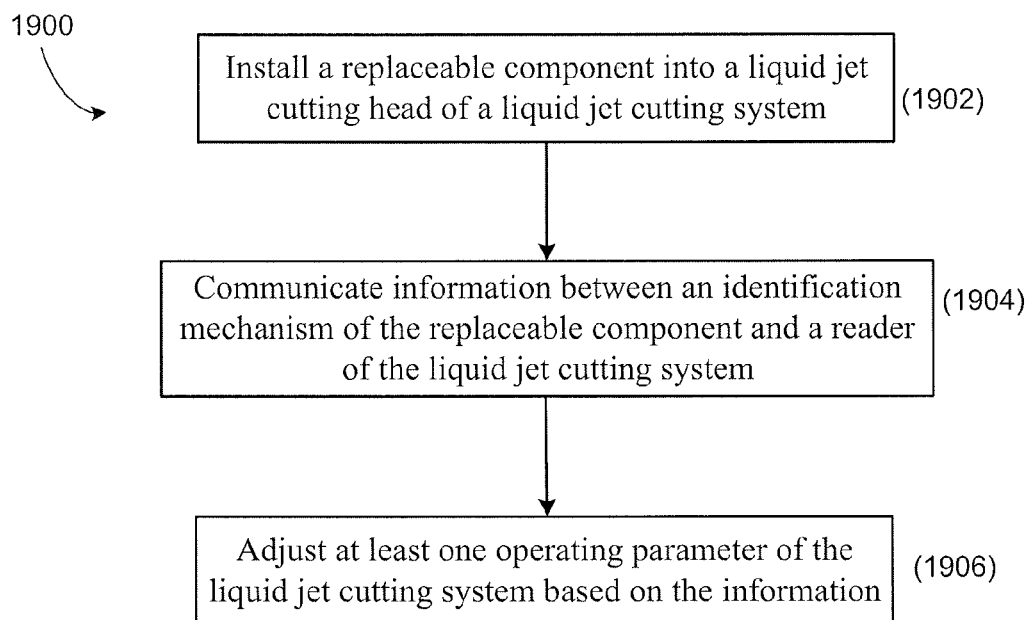 1900
Install a replaceable component into a liquid jet
cutting head of a liquid jet cutting system
(1902)
Communicate information between an identification
mechanism of the replaceable component and a reader
of the liquid jet cutting system
(1904)
Adjust at least one operating parameter of the
liquid jet cutting system based on the information
(1906)